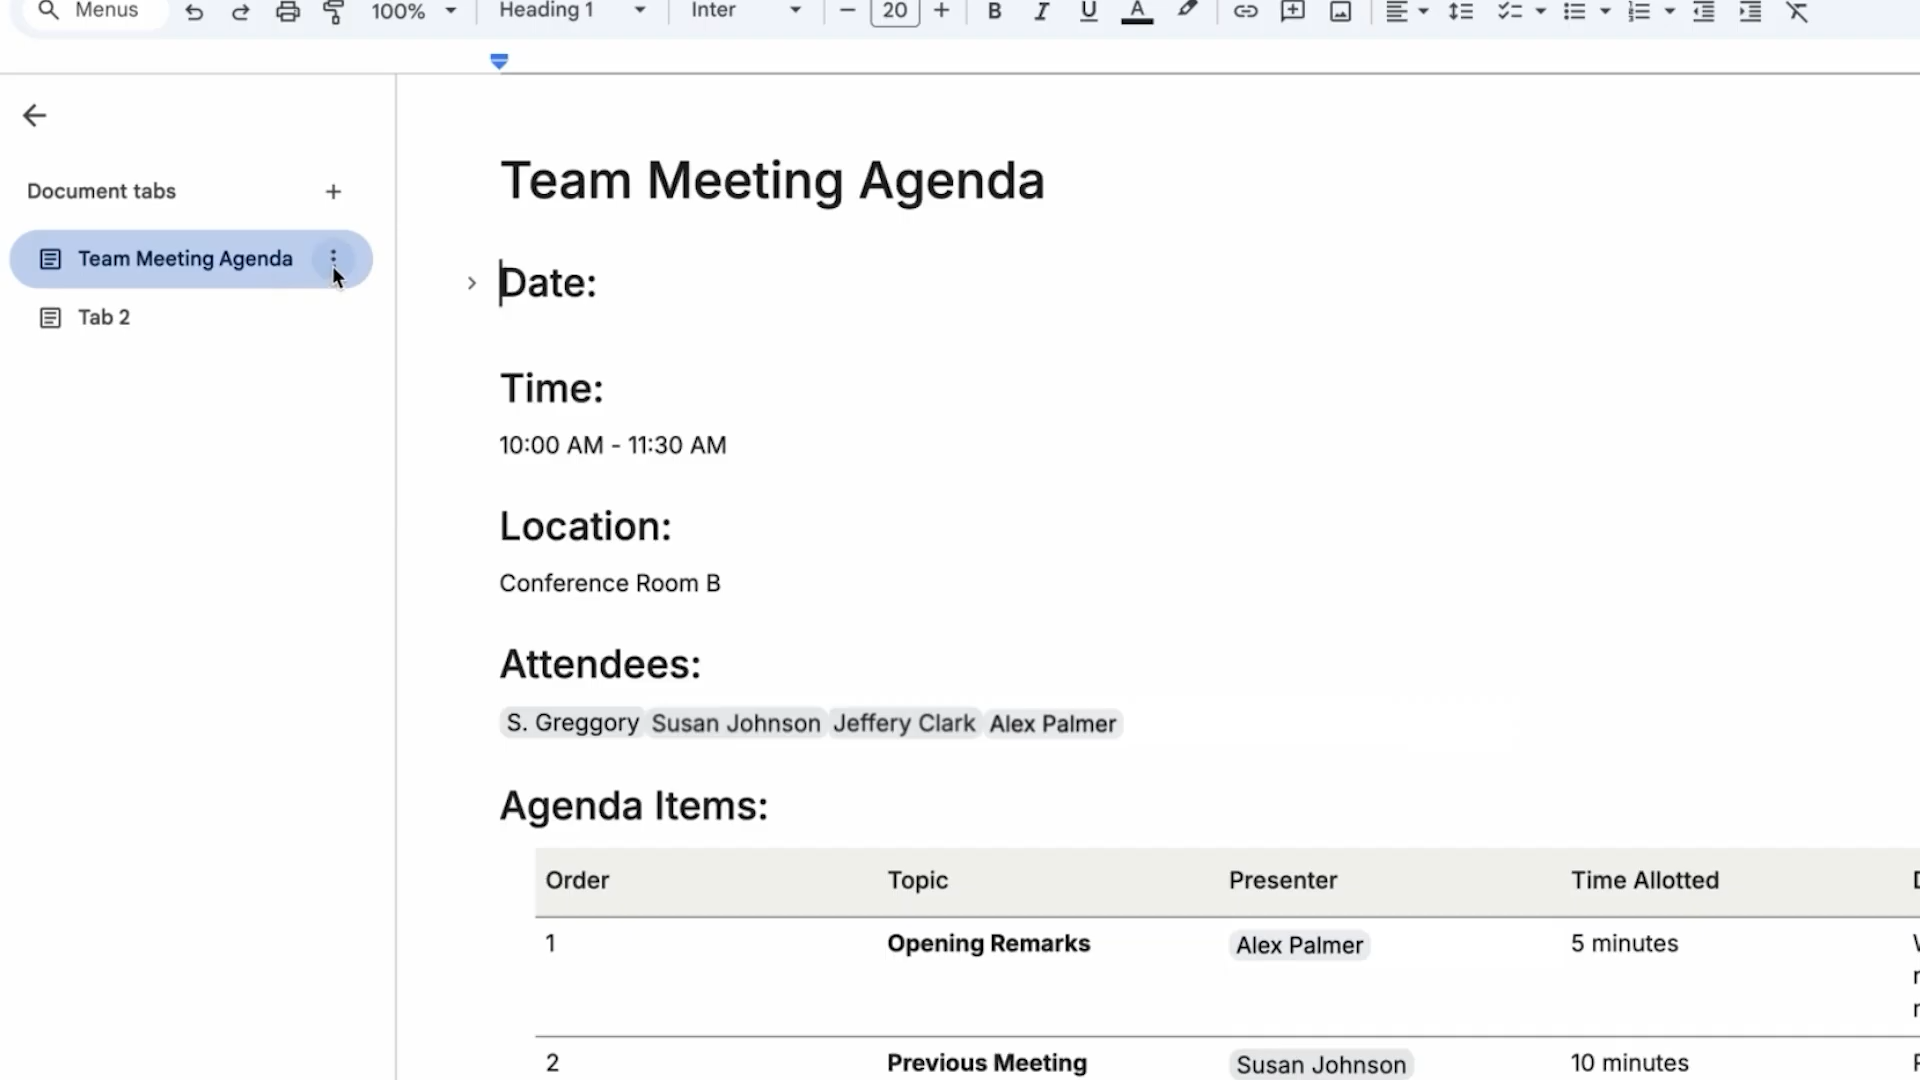 Menus 100% Heading 1 Inter 20 B I U A
Document tabs
Team Meeting Agenda
Tab 2
Team Meeting Agenda
Date:
Time:
10:00 AM - 11:30 AM
Location:
Conference Room B
Attendees:
S. Greggory Susan Johnson Jeffery Clark Alex Palmer
Agenda Items:
Order Topic Presenter Time Allotted
1 Opening Remarks Alex Palmer 5 minutes
2 Previous Meeting Susan Johnson 10 minutes